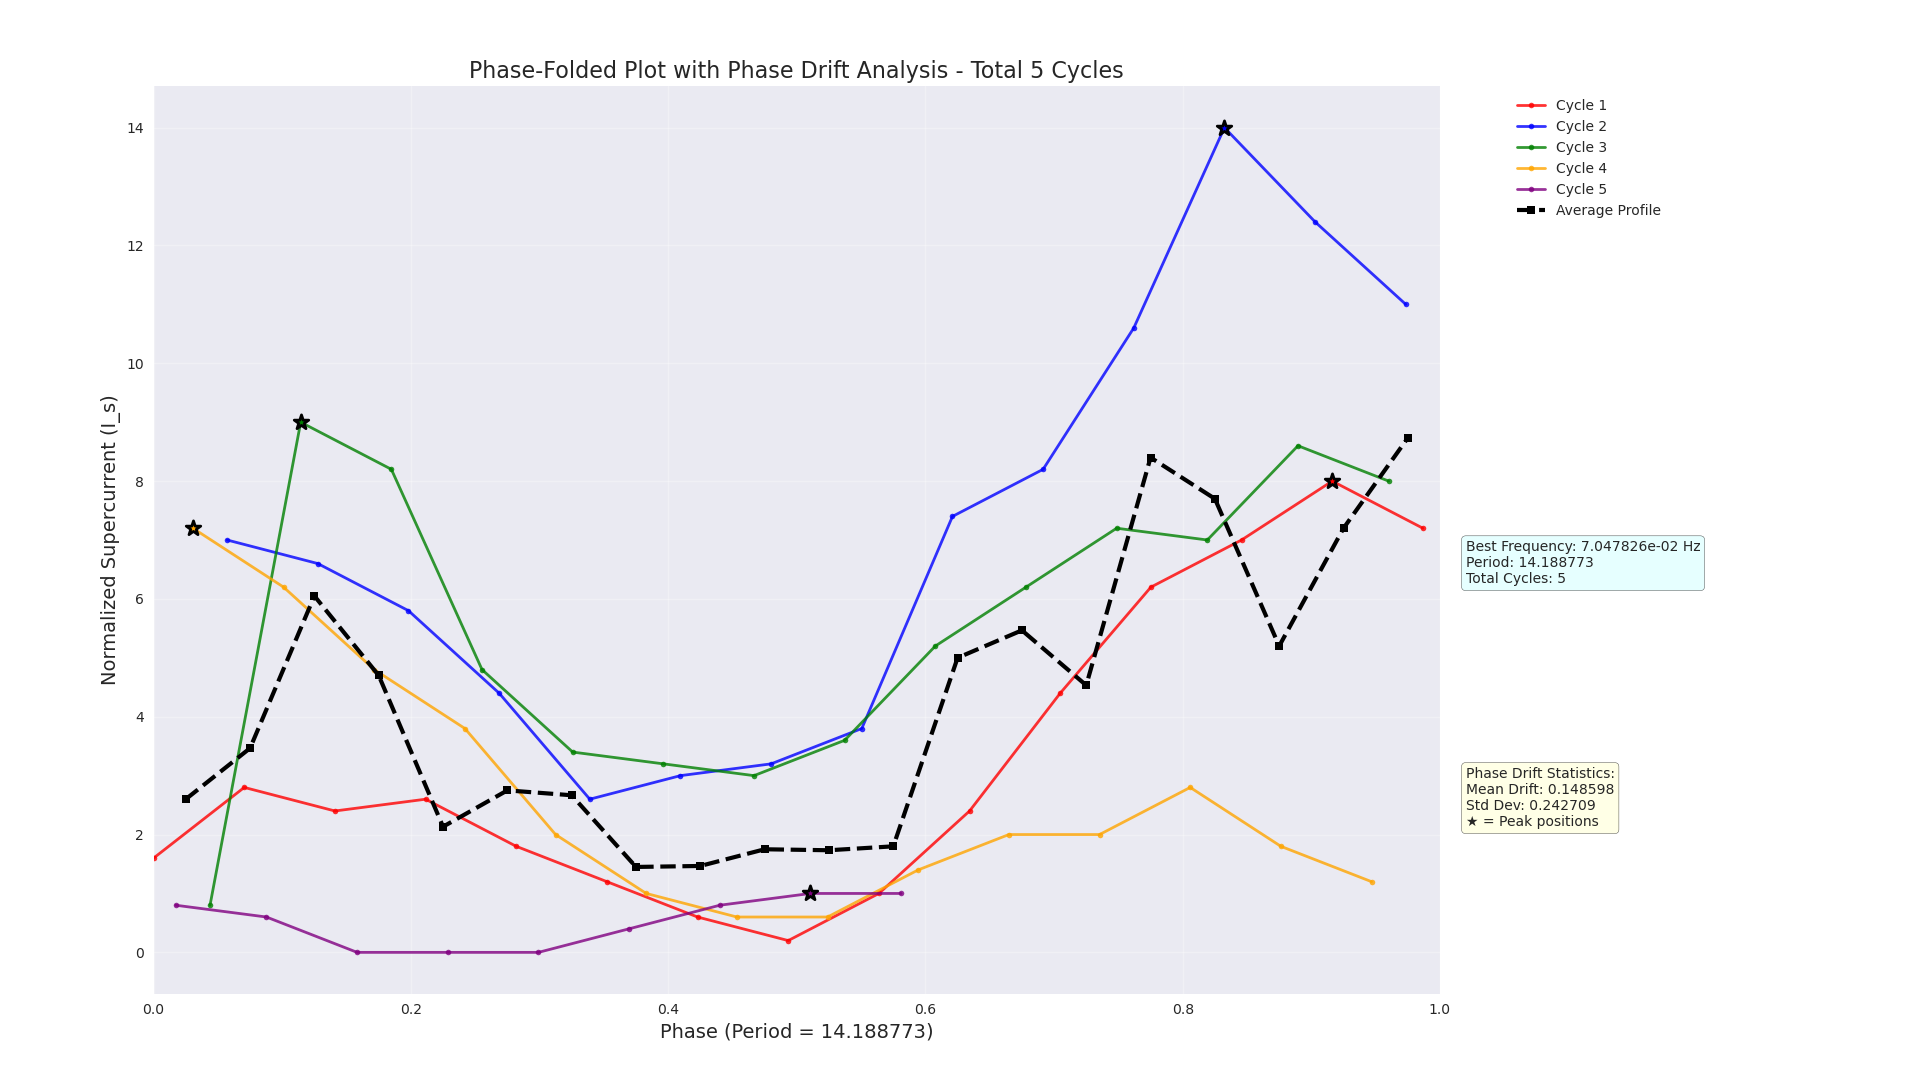 Phase-Folded Plot with Phase Drift Analysis - Total 5 Cycles
Normalized Supercurrent (I_s)
14
12
10
8
6
4
2
0
0.0
0.2
0.4
0.6
0.8
1.0
Phase (Period = 14.188773)
Cycle 1
Cycle 2
Cycle 3
Cycle 4
Cycle 5
Average Profile
Best Frequency: 7.047826e-02 Hz
Period: 14.188773
Total Cycles: 5
Phase Drift Statistics:
Mean Drift: 0.148598
Std Dev: 0.242709
★ = Peak positions